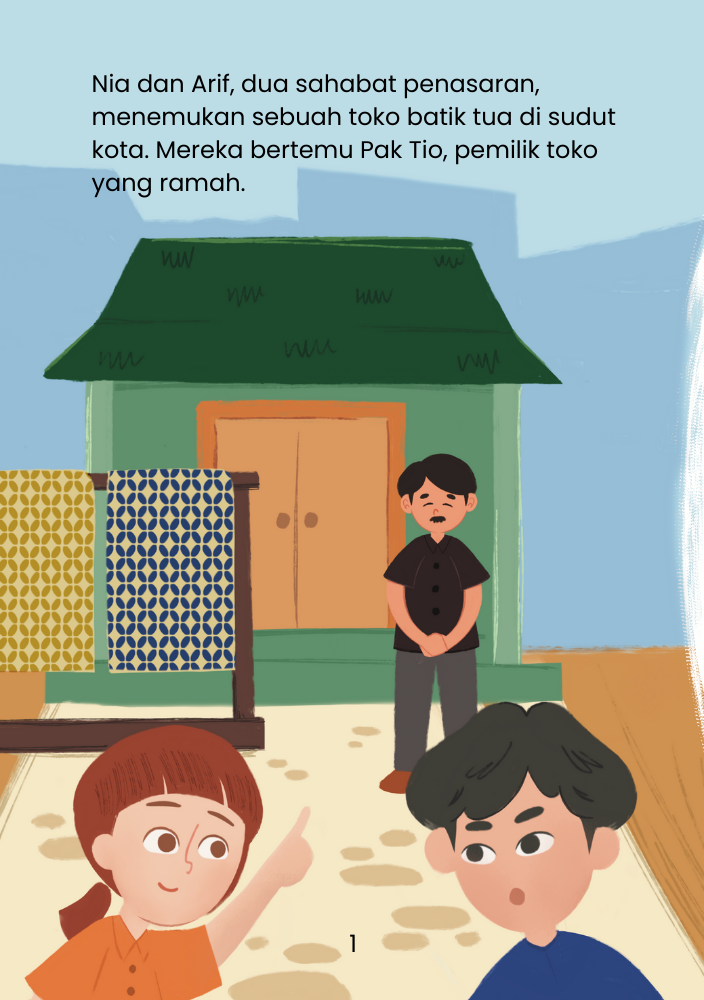 Nia dan Arif, dua sahabat penasaran,
menemukan sebuah toko batik tua di sudut
kota. Mereka bertemu Pak Tio, pemilik toko
yang ramah.
1